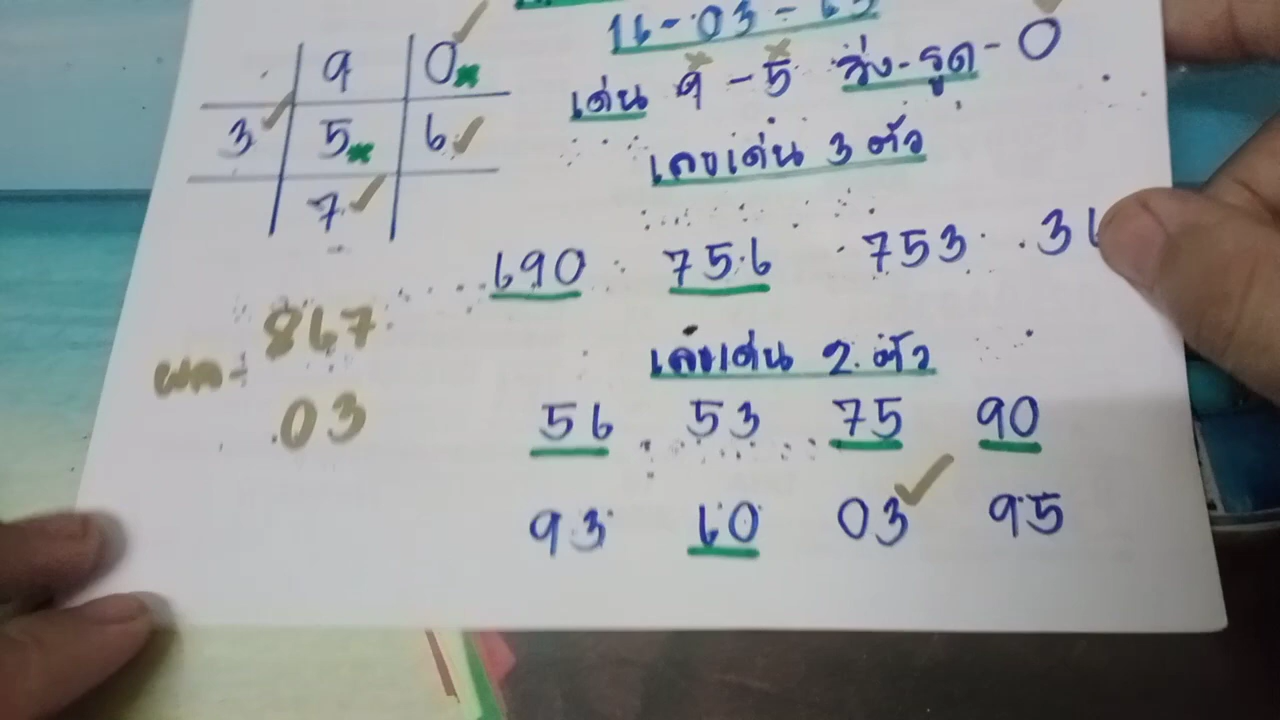 16-03-63
9 0
3 5 6
7
เด่น 9-5 วิ่ง-รูด-0
เลขเด่น 3 ตัว
690 756 753
เลขเด่น 2 ตัว
56 53 75 90
93 60 03 95
ผล- 867
03